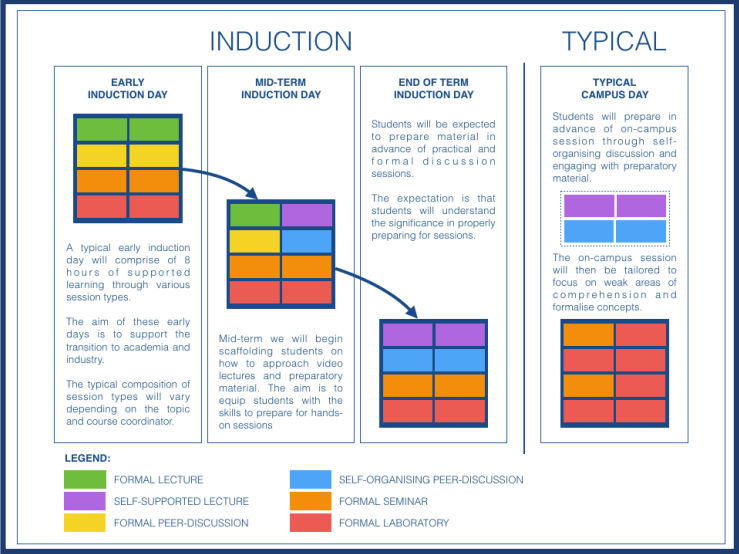 INDUCTION
TYPICAL
EARLY
INDUCTION DAY
A typical early induction
day will comprise of 8
hours of supported
learning through various
session types.
The aim of these early
days is to support the
transition to academia and
industry.
The typical composition of
session types will vary
depending on the topic
and course coordinator.
MID-TERM
INDUCTION DAY
Mid-term we will begin
scaffolding students on
how to approach video
lectures and preparatory
material. The aim is to
equip students with the
skills to prepare for hands-
on sessions
END OF TERM
INDUCTION DAY
Students will be expected
to prepare material in
advance of practical and
formal discussion
sessions.
The expectation is that
students will understand
the significance in properly
preparing for sessions.
TYPICAL
CAMPUS DAY
Students will prepare in
advance of on-campus
session through self-
organising discussion and
engaging with preparatory
material.
The on-campus session
will then be tailored to
focus on weak areas of
comprehension and
formalise concepts.
LEGEND:
FORMAL LECTURE
SELF-SUPPORTED LECTURE
FORMAL PEER-DISCUSSION
SELF-ORGANISING PEER-DISCUSSION
FORMAL SEMINAR
FORMAL LABORATORY